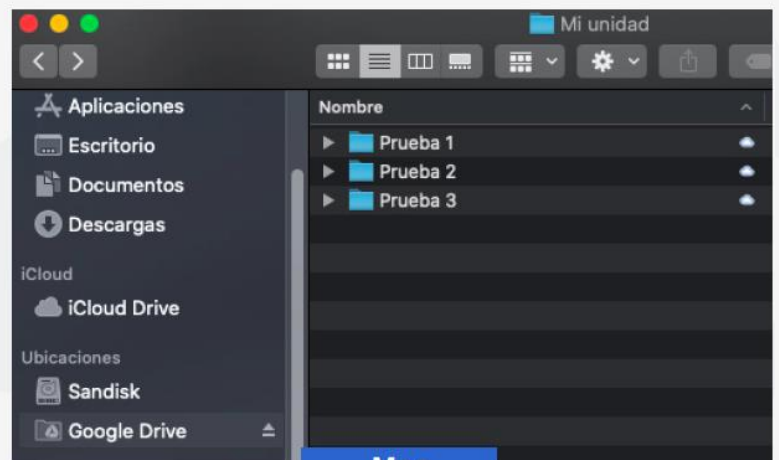 Mi unidad
Aplicaciones
Escritorio
Documentos
Descargas
iCloud
iCloud Drive
Ubicaciones
Sandisk
Google Drive
Nombre
Prueba 1
Prueba 2
Prueba 3